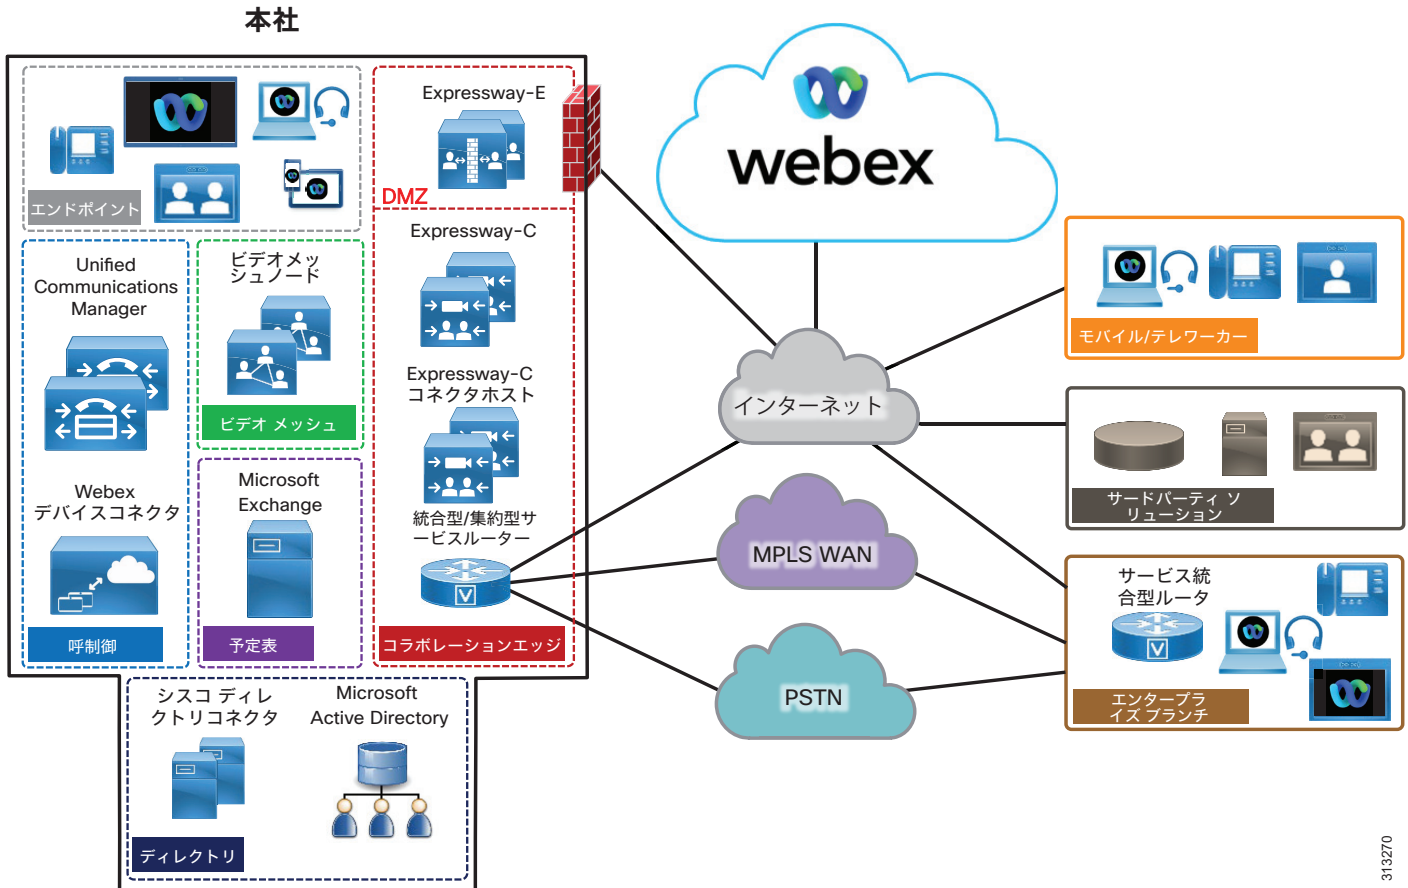 本社
エンドポイント
Expressway-E
DMZ
webex
Unified
Communications
Manager
ビデオメッ
シュノード
Expressway-C
ビデオ メッシュ
Expressway-C
コネクタホスト
Webex
デバイスコネクタ
呼制御
Microsoft
Exchange
予定表
統合型/集約型サ
ービスルーター
コラボレーションエッジ
シスコ ディレ
クトリコネクタ
Microsoft
Active Directory
ディレクトリ
インターネット
MPLS WAN
PSTN
モバイル/テレワーカー
サードパーティ ソ
リューション
サービス統
合型ルータ
エンタープラ
イズ ブランチ
313270